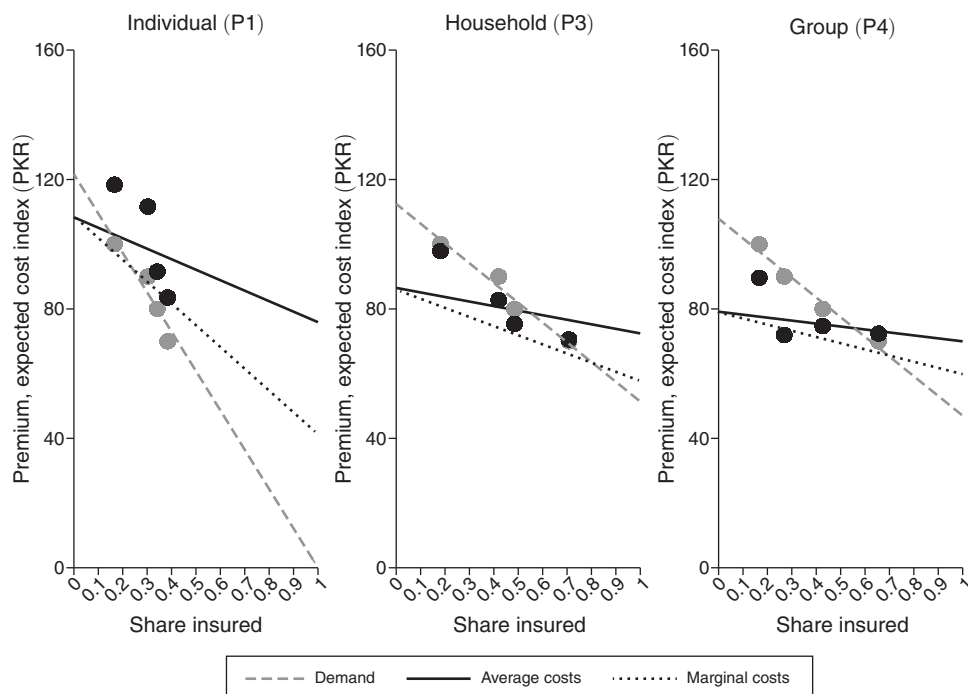 Individual (P1)
Household (P3)
Group (P4)
Premium, expected cost index (PKR)
160
120
80
40
0
0 0.1 0.2 0.3 0.4 0.5 0.6 0.7 0.8 0.9 1
Share insured
Premium, expected cost index (PKR)
160
120
80
40
0
0 0.1 0.2 0.3 0.4 0.5 0.6 0.7 0.8 0.9 1
Share insured
Premium, expected cost index (PKR)
160
120
80
40
0
0 0.1 0.2 0.3 0.4 0.5 0.6 0.7 0.8 0.9 1
Share insured
Demand
Average costs
Marginal costs